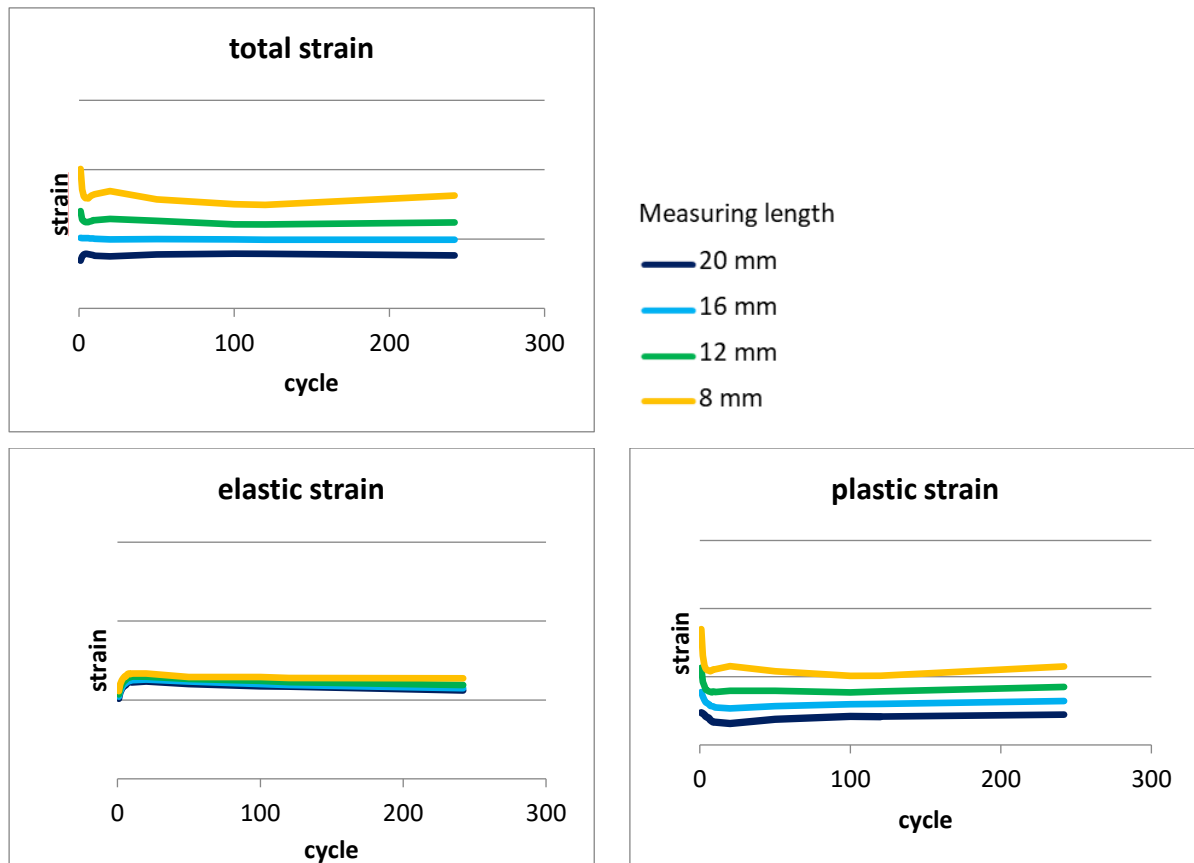 total strain
strain
0 100 200 300
cycle
Measuring length
20 mm
16 mm
12 mm
8 mm
elastic strain
strain
0 100 200 300
cycle
plastic strain
strain
0 100 200 300
cycle